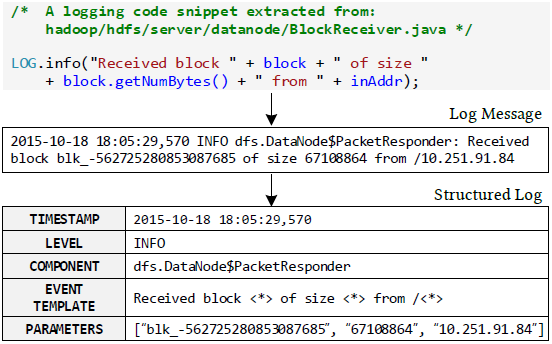 /*  A logging code snippet extracted from:
hadoop/hdfs/server/datanode/BlockReceiver.java */
LOG.info("Received block " + block + " of size "
+ block.getNumBytes() + " from " + inAddr);
Log Message
2015-10-18 18:05:29,570 INFO dfs.DataNode$PacketResponder: Received
block blk_-562725280853087685 of size 67108864 from /10.251.91.84
Structured Log
TIMESTAMP 2015-10-18 18:05:29,570
LEVEL INFO
COMPONENT dfs.DataNode$PacketResponder
EVENT
TEMPLATE Received block <*> of size <*> from /<*>
PARAMETERS [“blk_-562725280853087685”, “67108864”, “10.251.91.84”]